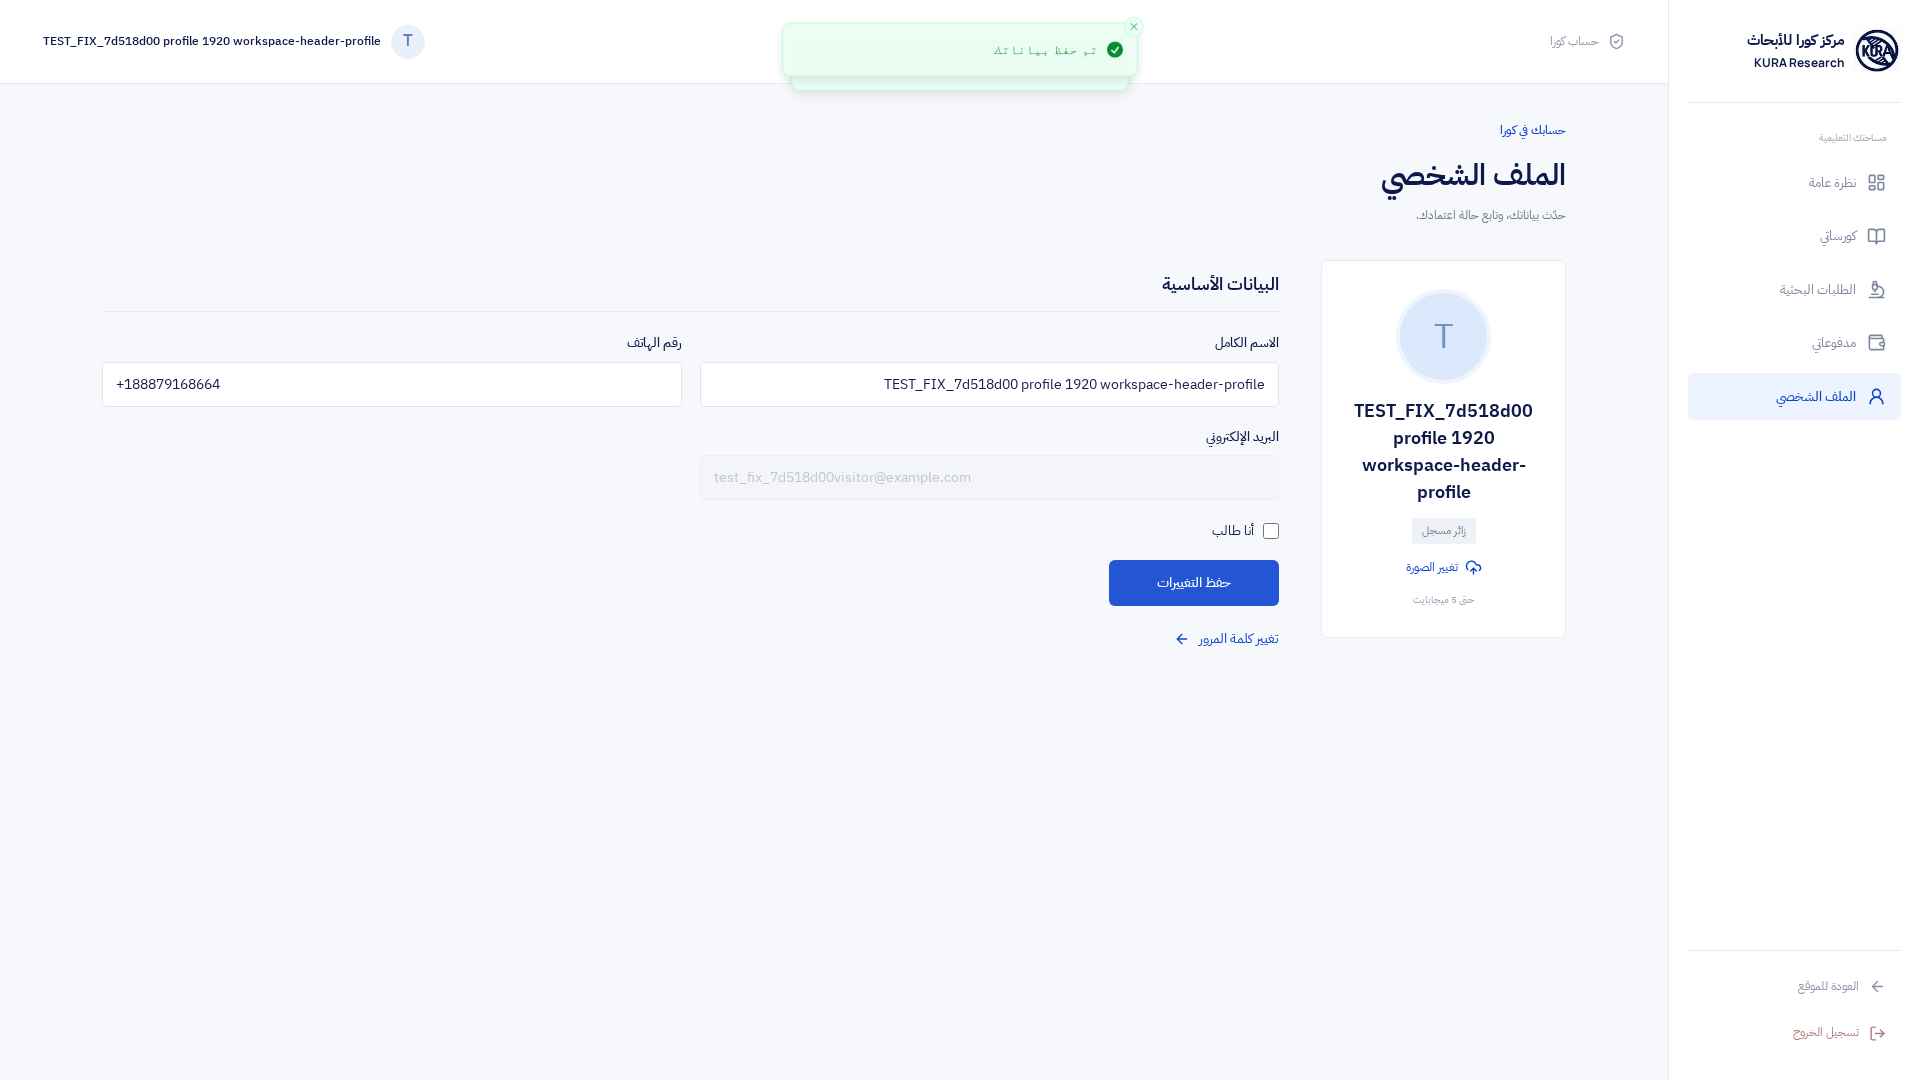 مركز كورا للأبحاث
KURA Research
KURA
مساحتك التعليمية
نظرة عامة
كورساتي
الطلبات البحثية
مدفوعاتي
الملف الشخصي
العودة للموقع
تسجيل الخروج
حساب كورا
تم حفظ بياناتك
T
TEST_FIX_7d518d00 profile 1920 workspace-header-profile
حسابك في كورا
الملف الشخصي
حدّث بياناتك، وتابع حالة اعتمادك.
T
TEST_FIX_7d518d00
profile 1920
workspace-header-
profile
زائر مسجل
تغيير الصورة
حتى 5 ميجابايت
البيانات الأساسية
الاسم الكامل
TEST_FIX_7d518d00 profile 1920 workspace-header-profile
رقم الهاتف
+188879168664
البريد الإلكتروني
test_fix_7d518d00visitor@example.com
أنا طالب
حفظ التغييرات
تغيير كلمة المرور